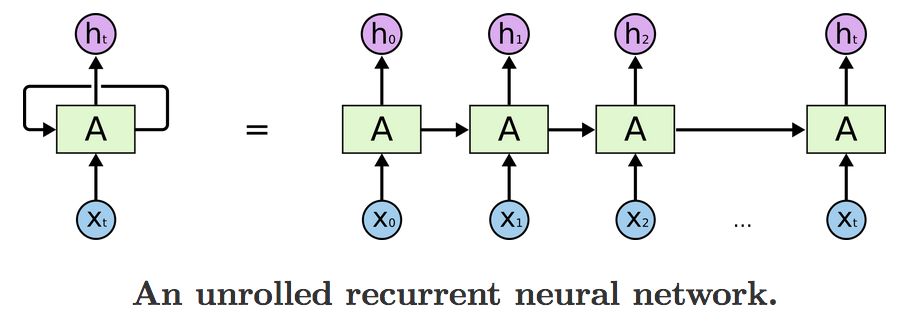 ht h0 h1 h2 ht
A = A A A A
xt x0 x1 x2 ... xt
An unrolled recurrent neural network.